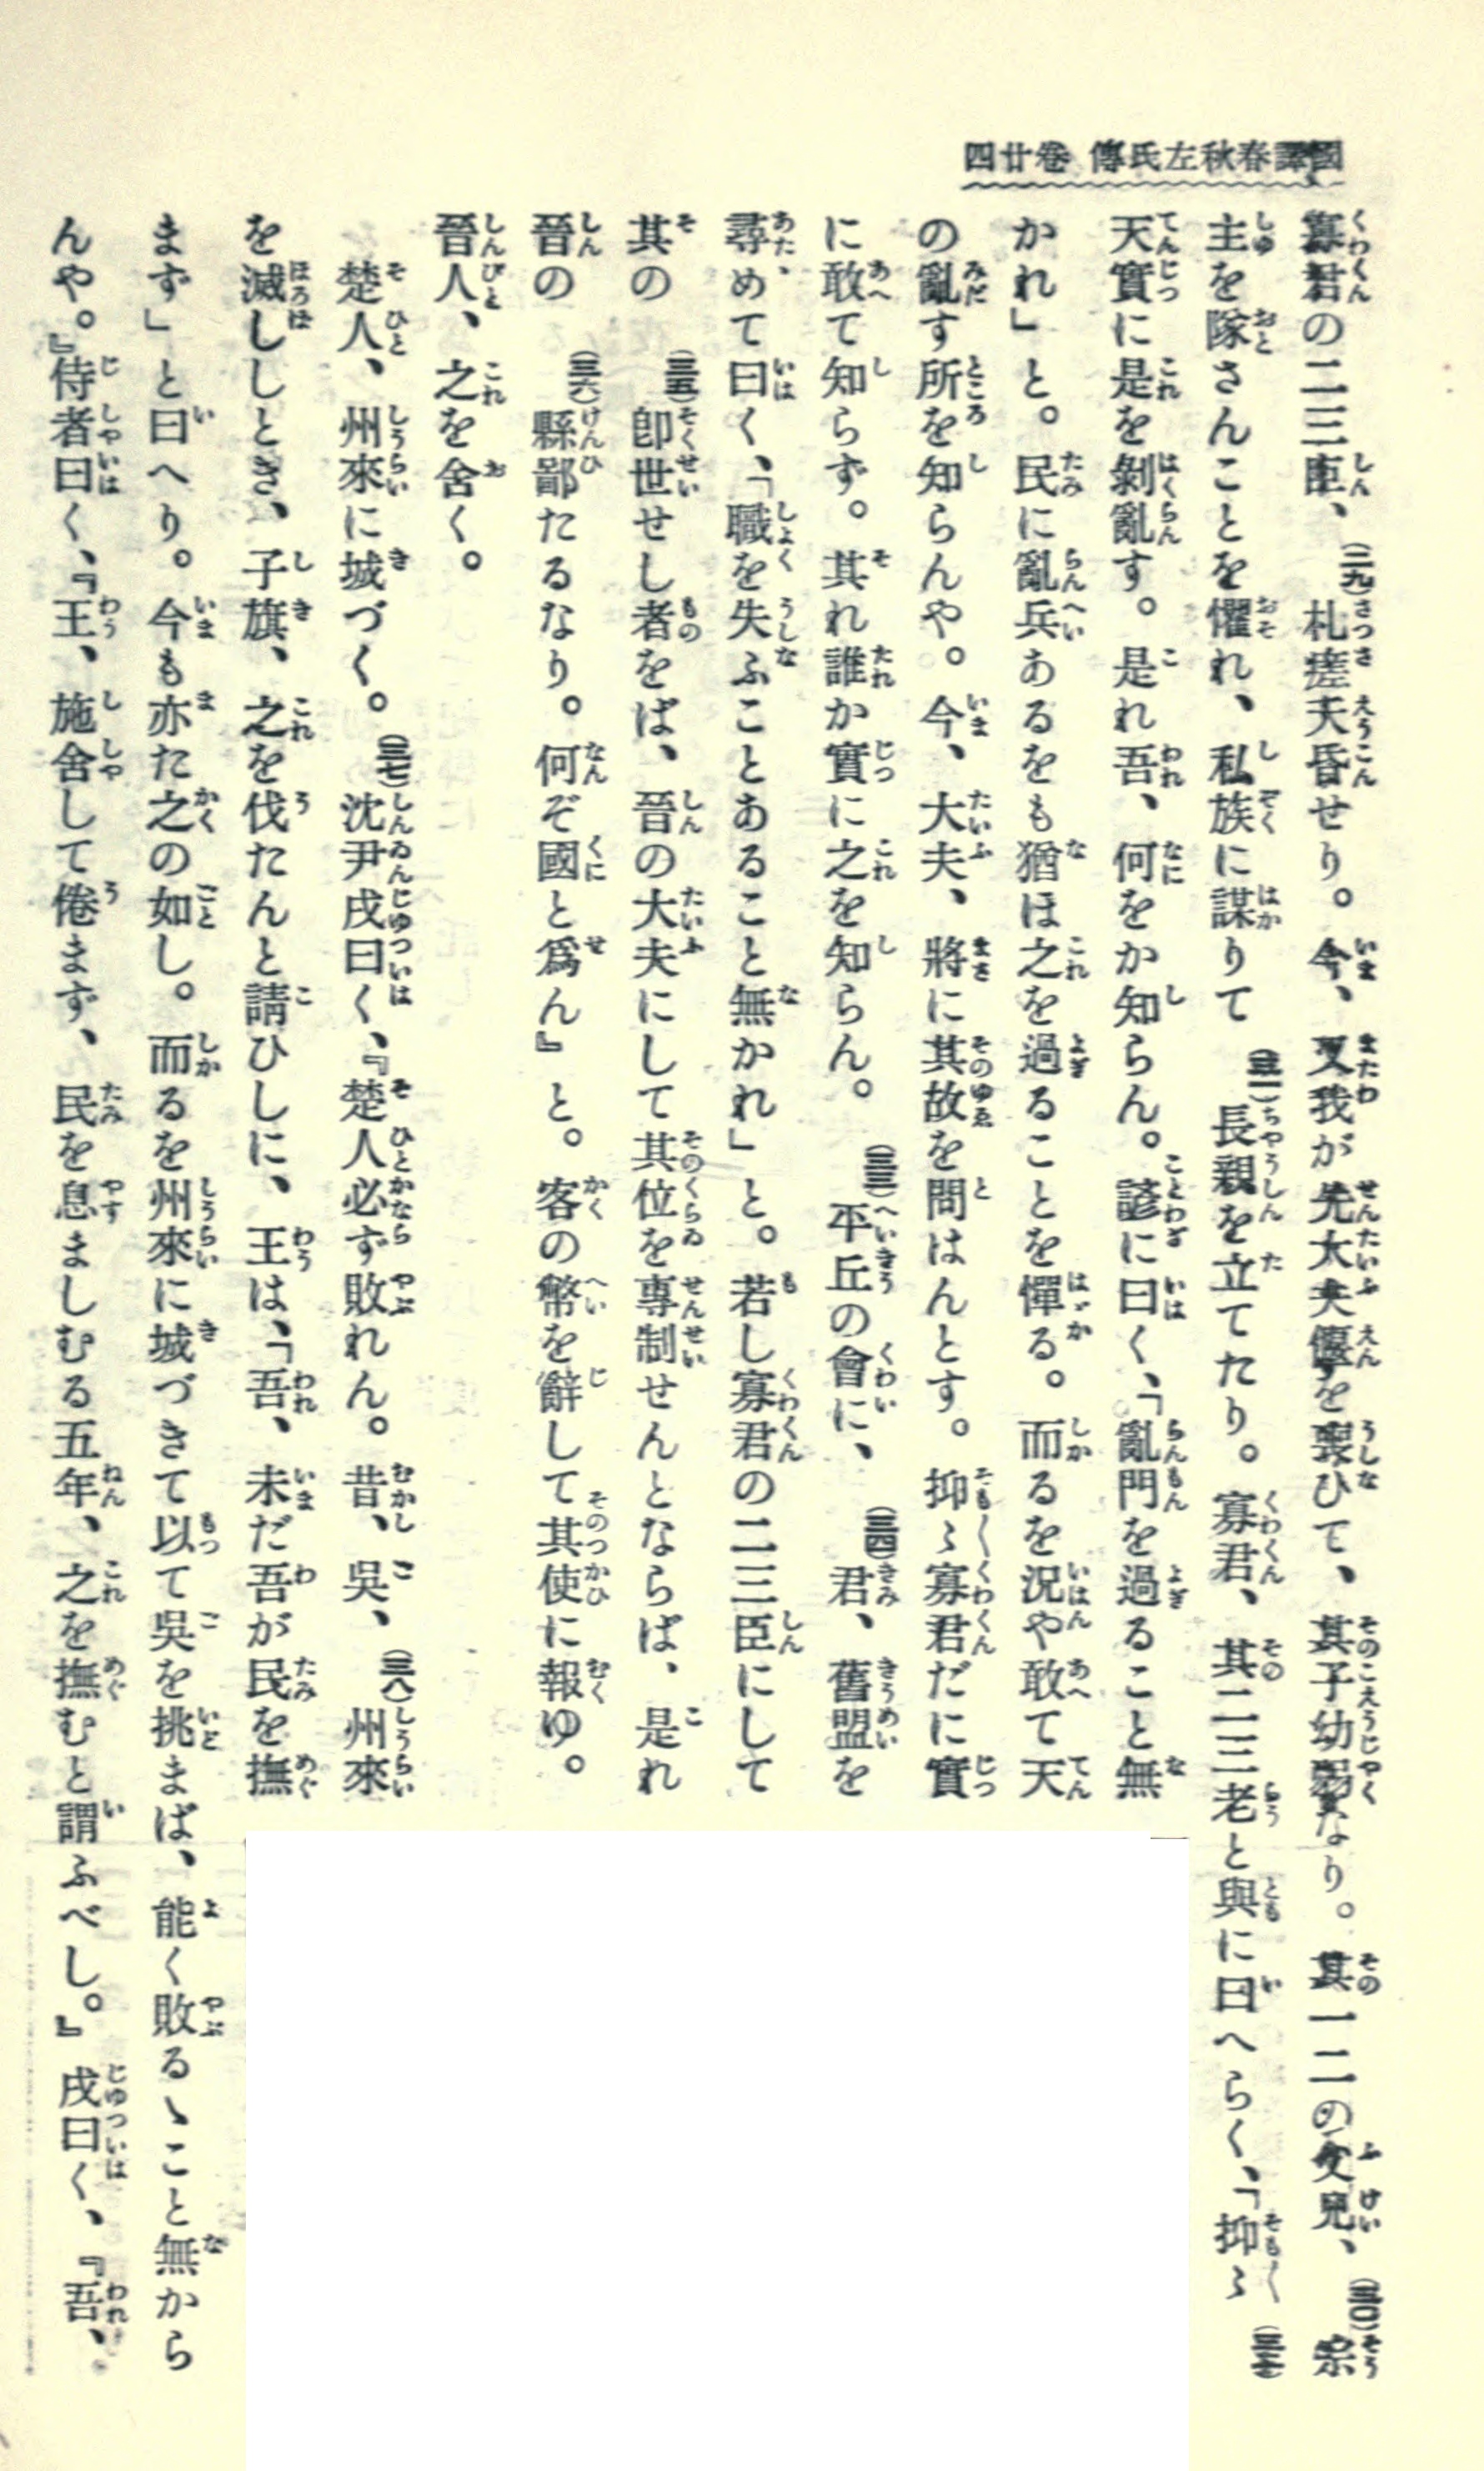 國譯春秋左氏傳 卷廿四
寡君の二三臣、(二九)札瘥夭昏せり。今、又我が先大夫偃を喪ひて、其子幼弱なり。其一二の父兄、(三〇)宗
主を隊さんことを懼れ、私族に謀りて(三一)長親を立てたり。寡君、其二三老と與に曰へらく、「抑〻(三二)
天實に是を剝亂す。是れ吾、何をか知らん。諺に曰く、「亂門を過ること無
かれ」と。民に亂兵あるをも猶ほ之を過ることを憚る。而るを況や敢て天
の亂す所を知らんや。今、大夫、將に其故を問はんとす。抑〻寡君だに實
に敢て知らず。其れ誰か實に之を知らん。(三三)平丘の會に、(三四)君、舊盟を
尋めて曰く、「職を失ふことあること無かれ」と。若し寡君の二三臣にして
其の(三五)卽世せし者をば、晉の大夫にして其位を專制せんとならば、是れ
晉の(三六)縣鄙たるなり。何ぞ國と爲ん』と。客の幣を辭して其使に報ゆ。
晉人、之を舍く。
楚人、州來に城づく。(三七)沈尹戌曰く、『楚人必ず敗れん。昔、吳、(三八)州來
を滅ししとき、子旗、之を伐たんと請ひしに、王は、「吾、未だ吾が民を撫
まず」と曰へり。今も亦た之の如し。而るを州來に城づきて以て吳を挑まば、能く敗るゝこと無から
んや。』侍者曰く、『王、施舍して倦まず、民を息ましむる五年、之を撫むと謂ふべし。』戌曰く、『吾、